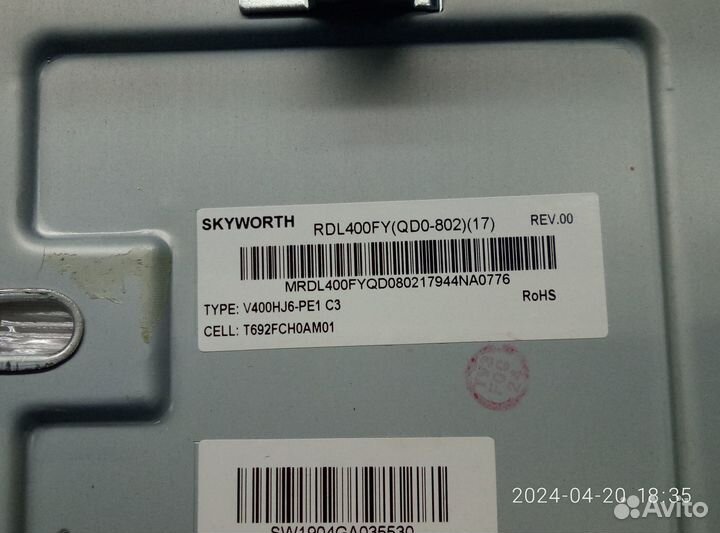 SKYWORTH RDL400FY(QD0-802)(17) REV.00
MRDL400FYQD080217944NA0776
TYPE: V400HJ6-PE1 C3 RoHS
CELL: T692FCH0AM01
SW1904GA035530
2024-04-20 18:35
Avito